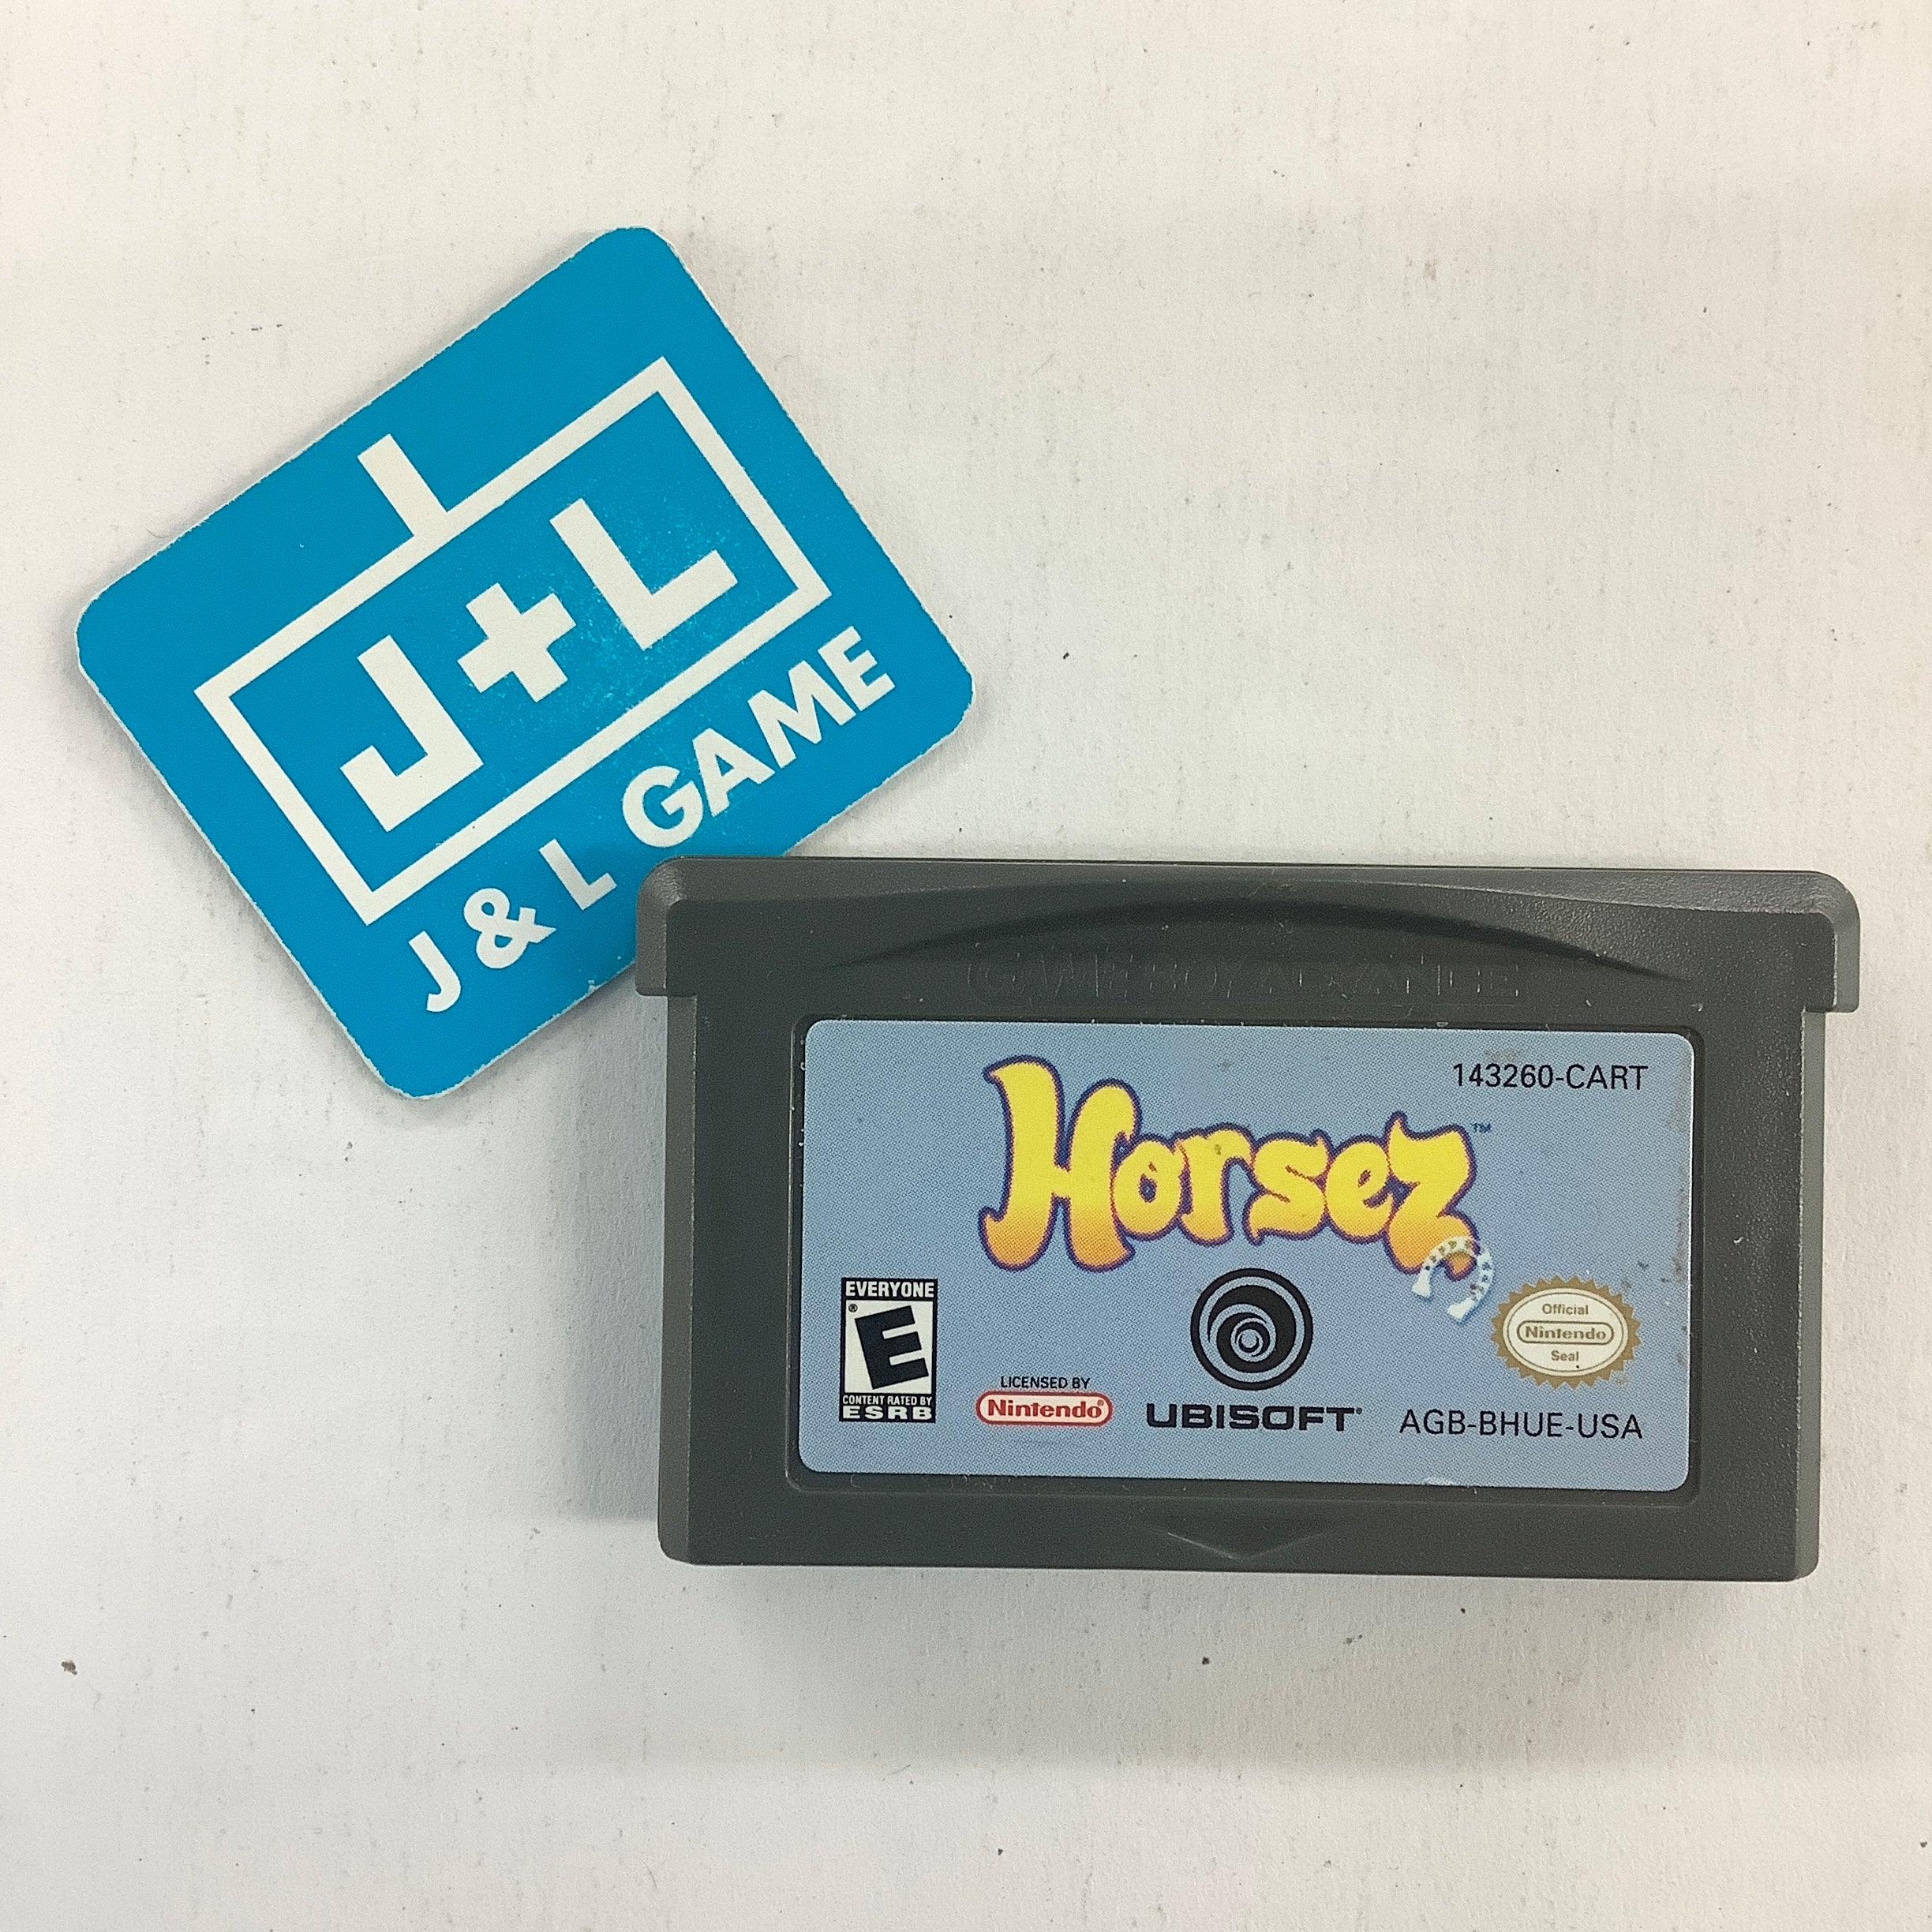 J+L
J & L GAME
GAME BOY ADVANCE
143260-CART
Horsez™
EVERYONE
E
®
CONTENT RATED BY
ESRB
LICENSED BY
Nintendo®
UBISOFT
Official
Nintendo
Seal
AGB-BHUE-USA